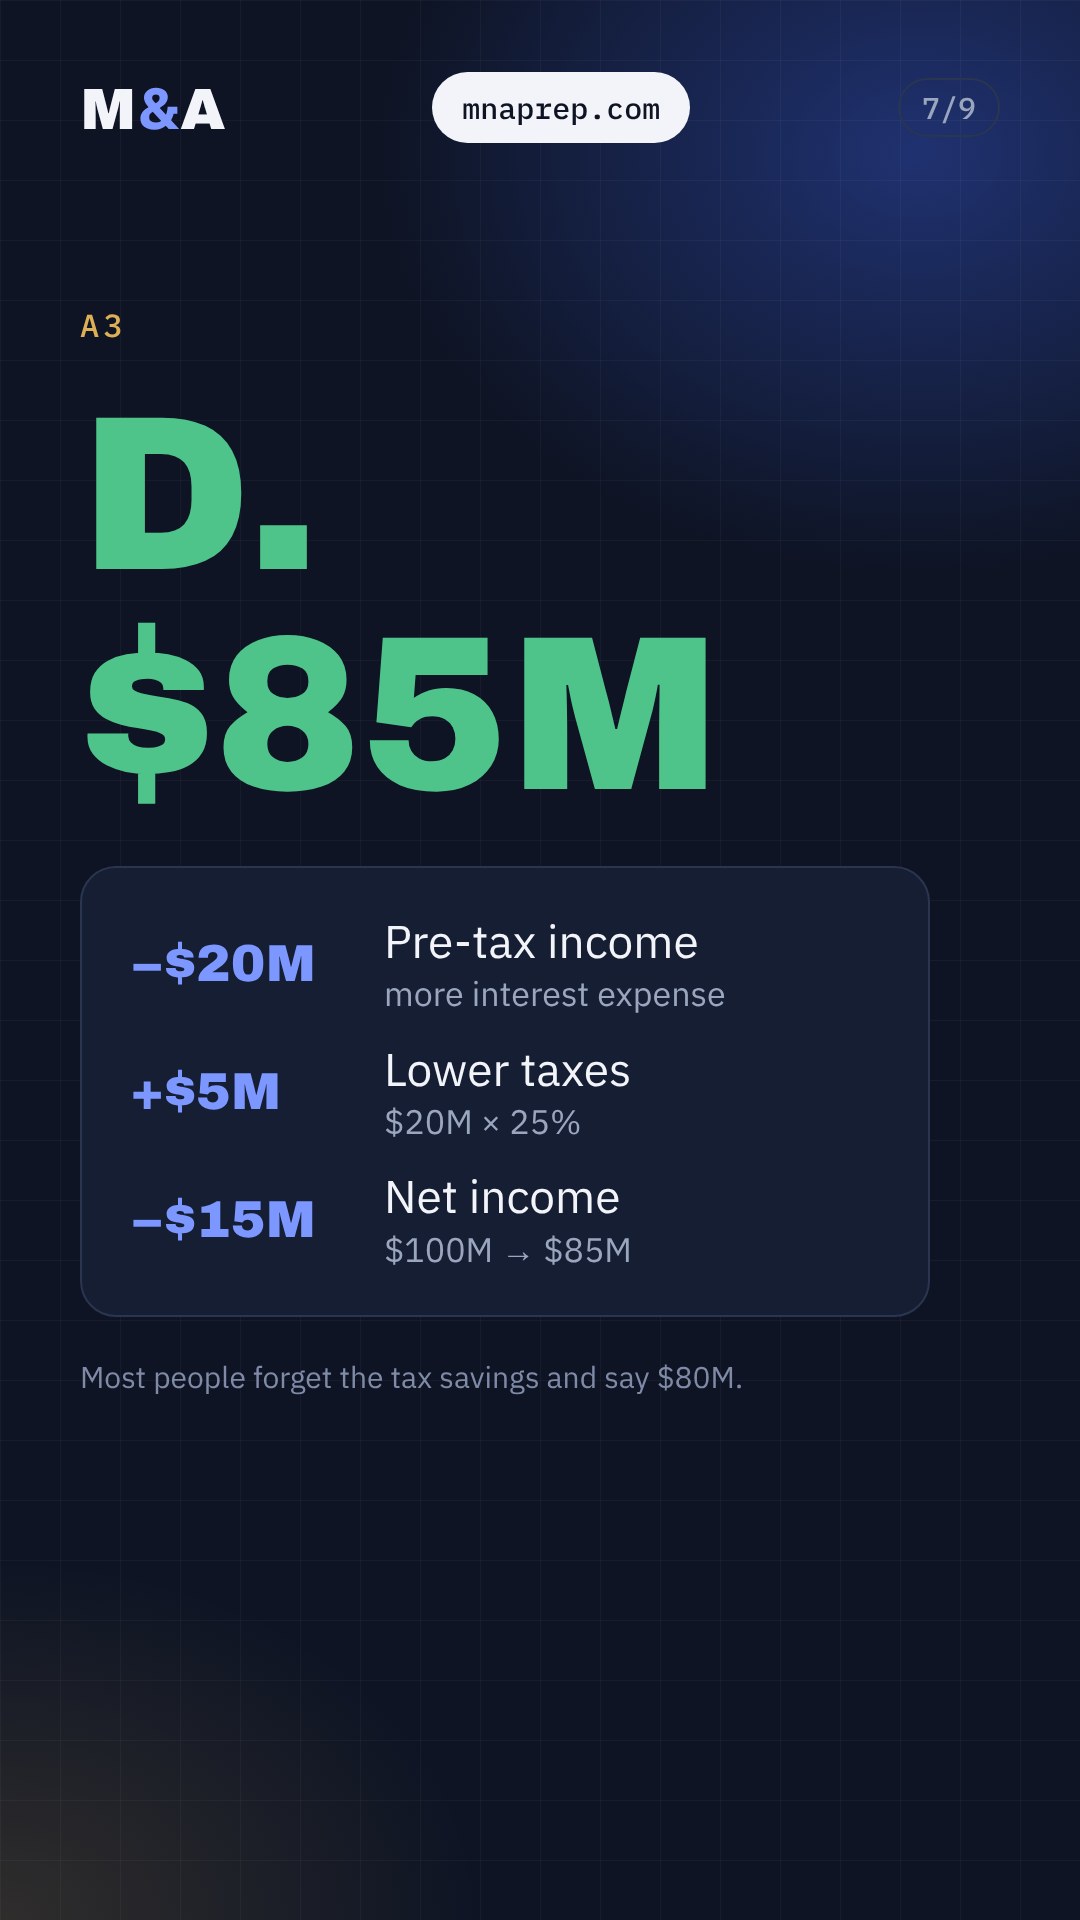 M&A
mnaprep.com
7/9
A3
D.
$85M
–$20M
Pre-tax income
more interest expense
+$5M
Lower taxes
$20M × 25%
–$15M
Net income
$100M → $85M
Most people forget the tax savings and say $80M.